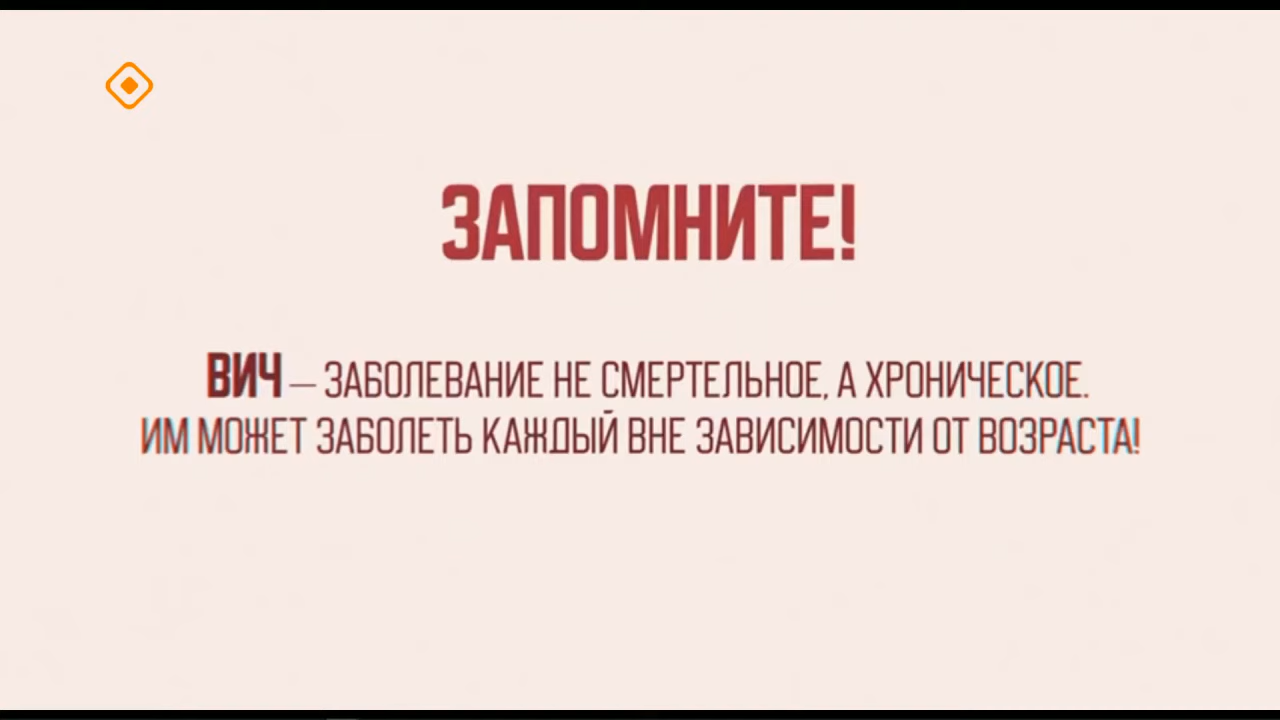 ЗАПОМНИТЕ!
ВИЧ – ЗАБОЛЕВАНИЕ НЕ СМЕРТЕЛЬНОЕ, А ХРОНИЧЕСКОЕ.
ИМ МОЖЕТ ЗАБОЛЕТЬ КАЖДЫЙ ВНЕ ЗАВИСИМОСТИ ОТ ВОЗРАСТА!